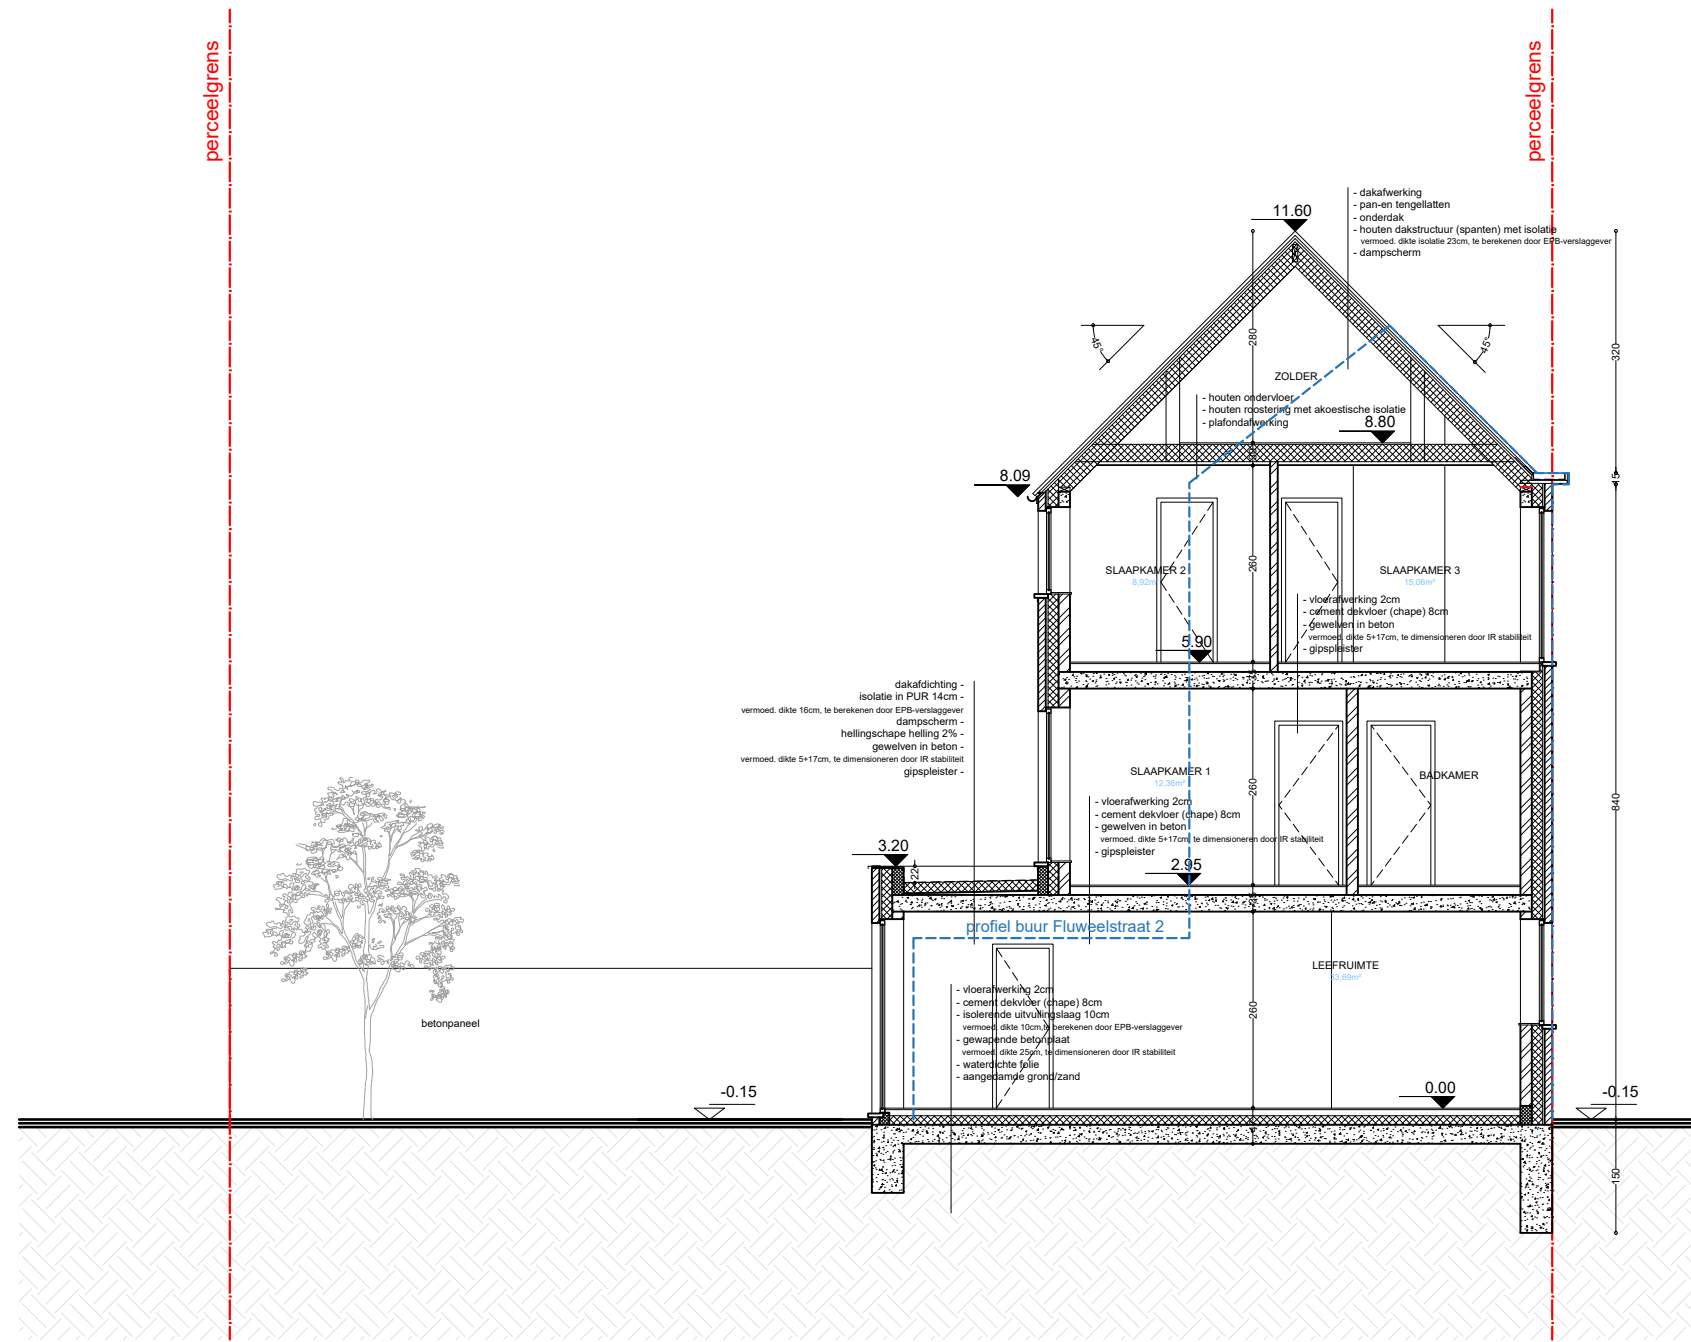 perceelgrens
perceelgrens
- dakafwerking
- pan-en tengellatten
- onderdak
- houten dakstructuur (spanten) met isolatie
vermoed. dikte isolatie 23cm, te berekenen door EPB-verslaggever
- dampscherm
11.60
280
45°
45°
320
ZOLDER
- houten ondervloer
- houten roostering met akoestische isolatie
- plafondafwerking
8.80
8.09
15
SLAAPKAMER 2
8,92m²
260
SLAAPKAMER 3
15,06m²
- vloerafwerking 2cm
- cement dekvloer (chape) 8cm
- gewelven in beton
vermoed. dikte 5+17cm, te dimensioneren door IR stabiliteit
- gipspleister
5.90
dakafdichting -
isolatie in PUR 14cm -
vermoed. dikte 16cm, te berekenen door EPB-verslaggever
dampscherm -
hellingschape helling 2% -
gewelven in beton -
vermoed. dikte 5+17cm, te dimensioneren door IR stabiliteit
gipspleister -
SLAAPKAMER 1
12,36m²
260
BADKAMER
840
- vloerafwerking 2cm
- cement dekvloer (chape) 8cm
- gewelven in beton
vermoed. dikte 5+17cm, te dimensioneren door IR stabiliteit
- gipspleister
3.20
22
2.95
profiel buur Fluweelstraat 2
LEEFRUIMTE
betonpaneel
- vloerafwerking 2cm
- cement dekvloer (chape) 8cm
- isolerende uitvullingslaag 10cm
vermoed. dikte 10cm,te berekenen door EPB-verslaggever
- gewapende betonplaat
vermoed. dikte 25cm, te dimensioneren door IR stabiliteit
- waterdichte folie
- aangedamde grond/zand
260
-0.15
0.00
-0.15
150